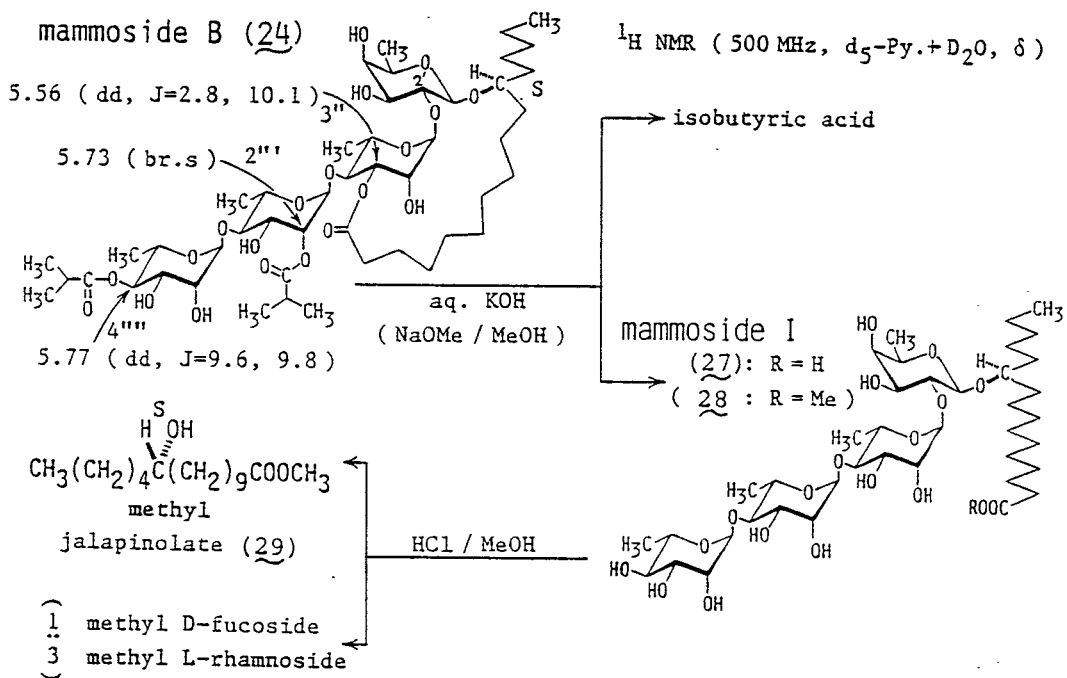 mammoside B (24)
¹H NMR ( 500 MHz, d₅-Py.+D₂O, δ )
5.56 ( dd, J=2.8, 10.1 )
3"
5.73 ( br.s )
2"'
HO
CH₃
O
HO
2'
O
H
C
O
S
CH₃
H₃C
O
O
O
OH
H₃C
O
O
O
HO
O
H₃C
O
O
O=C
CH₃
H₃C
H₃C
C-O
O
HO
OH
H₃C
CH₃
4""
5.77 ( dd, J=9.6, 9.8 )
isobutyric acid
aq. KOH
( NaOMe / MeOH )
mammoside I
(27): R = H
( 28 : R = Me )
HO
CH₃
O
HO
O
H
C
O
CH₃
H₃C
O
O
HO
OH
H₃C
O
O
HO
OH
ROOC
H₃C
O
O
HO
HO
OH
S
H OH
CH₃(CH₂)₄C(CH₂)₉COOCH₃
methyl
jalapinolate (29)
HCl / MeOH
1 methyl D-fucoside
3 methyl L-rhamnoside